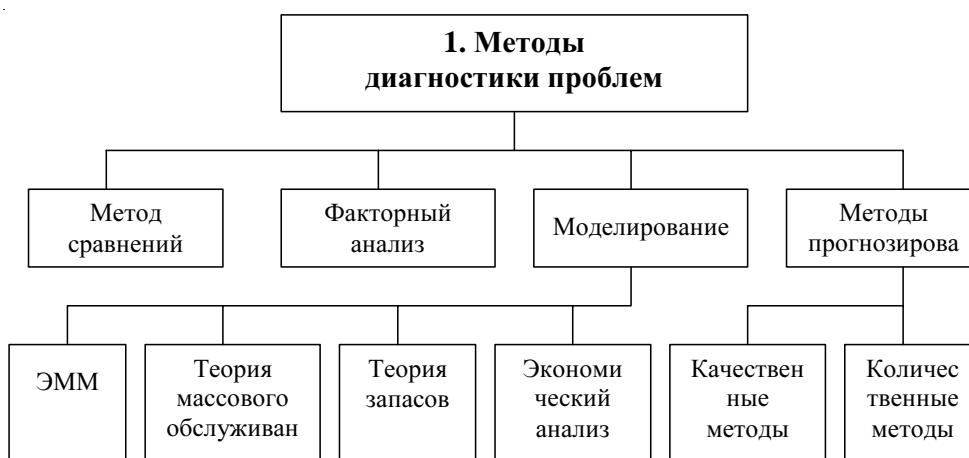 1. Методы
диагностики проблем
Метод
сравнений
Факторный
анализ
Моделирование
Методы
прогнозирова
ЭММ
Теория
массового
обслуживан
Теория
запасов
Экономи
ческий
анализ
Качествен
ные
методы
Количес
твенные
методы